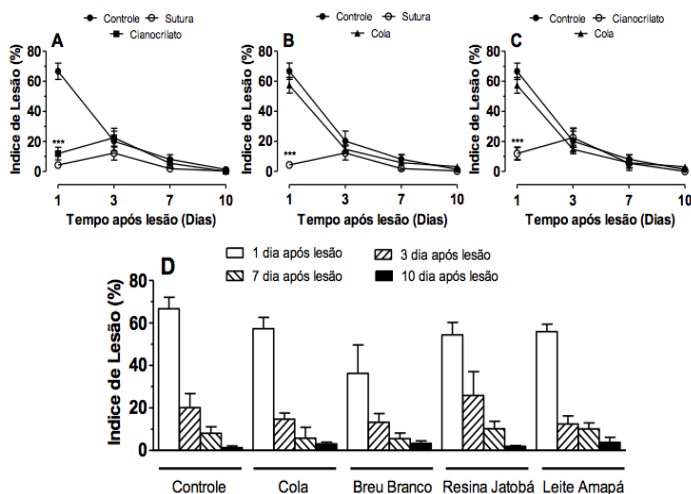 Controle Sutura
Cianocrilato
A
Indice de Lesão (%)
80
60
40
20
0
***
1 3 7 10
Tempo após lesão (Dias)
Controle Sutura
Cola
B
Indice de Lesão (%)
80
60
40
20
0
***
1 3 7 10
Tempo após lesão (Dias)
Controle Cianocrilato
Cola
C
Indice de Lesão (%)
80
60
40
20
0
***
1 3 7 10
Tempo após lesão (Dias)
D
1 dia após lesão 3 dia após lesão
7 dia após lesão 10 dia após lesão
Indice de Lesão (%)
80
60
40
20
0
Controle Cola Breu Branco Resina Jatobá Leite Amapá